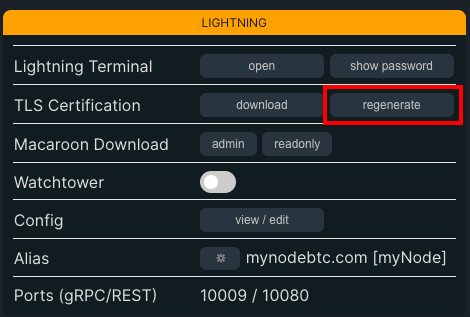 LIGHTNING
Lightning Terminal open show password
TLS Certification download regenerate
Macaroon Download admin readonly
Watchtower
Config view / edit
Alias mynodebtc.com [myNode]
Ports (gRPC/REST) 10009 / 10080